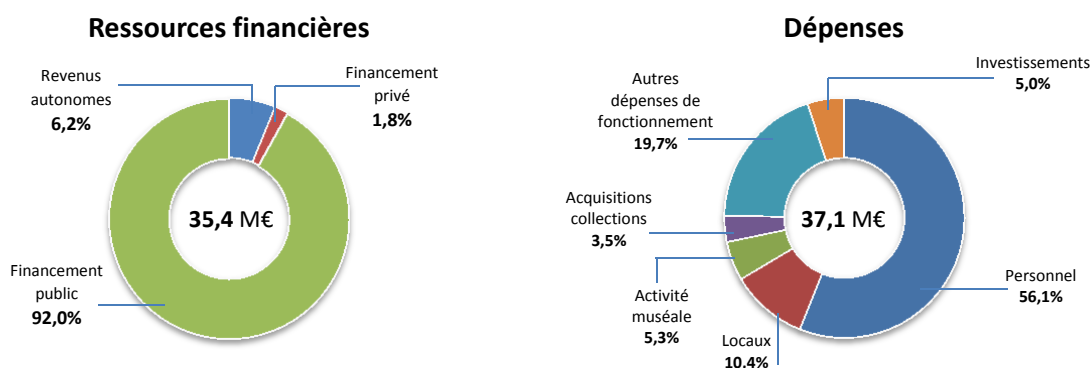 Ressources financières
Revenus
autonomes
6,2%
Financement
privé
1,8%
35,4 M€
Financement
public
92,0%
Dépenses
Investissements
5,0%
Autres
dépenses de
fonctionnement
19,7%
Acquisitions
collections
3,5%
37,1 M€
Personnel
56,1%
Activité
muséale
5,3%
Locaux
10,4%